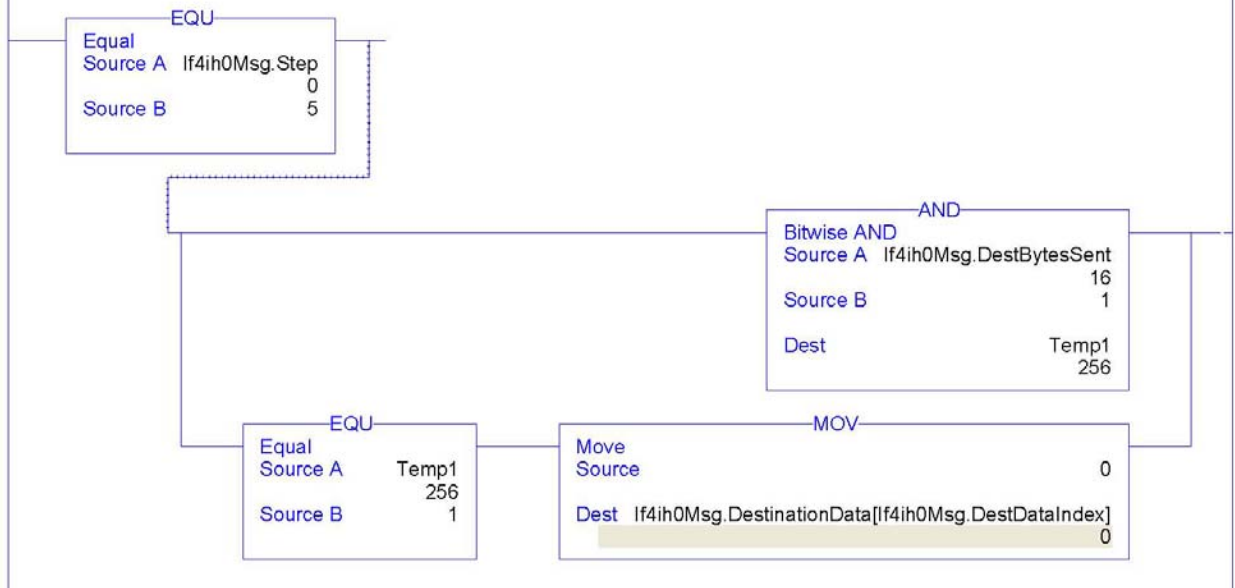 EQU
Equal
Source A If4ih0Msg.Step
0
Source B 5
AND
Bitwise AND
Source A If4ih0Msg.DestBytesSent
16
Source B 1
Dest Temp1
256
EQU
Equal
Source A Temp1
256
Source B 1
MOV
Move
Source 0
Dest If4ih0Msg.DestinationData[If4ih0Msg.DestDataIndex]
0